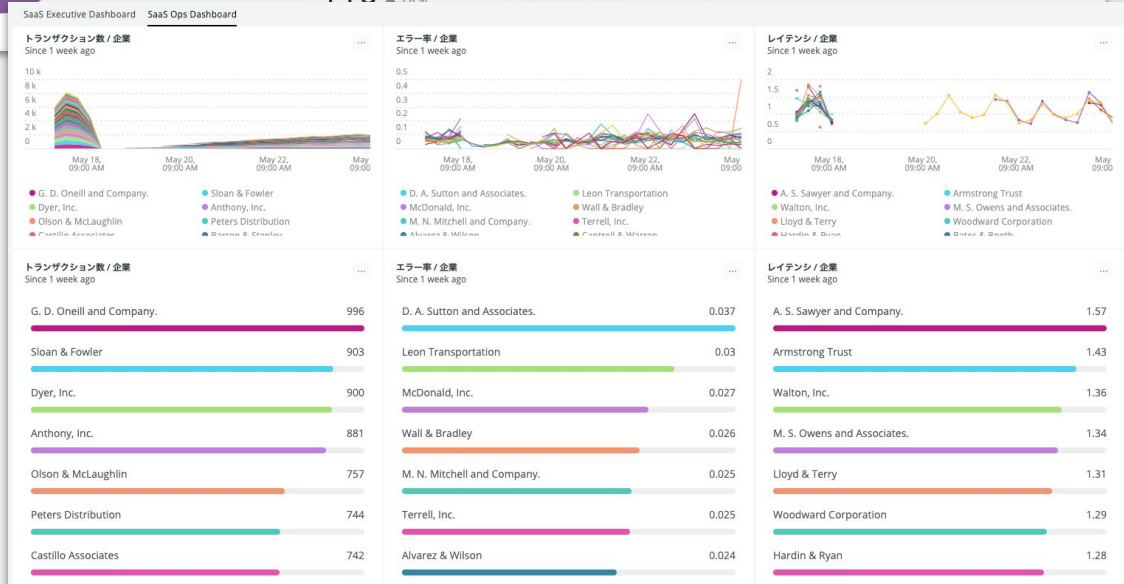 SaaS Executive Dashboard SaaS Ops Dashboard
トランザクション数 / 企業
Since 1 week ago
...
10 k
8 k
6 k
4 k
2 k
0
May 18, 09:00 AM
May 20, 09:00 AM
May 22, 09:00 AM
May 09:00
G. D. Oneill and Company.
Sloan & Fowler
Dyer, Inc.
Anthony, Inc.
Olson & McLaughlin
Peters Distribution
Castillo Associates
Barron & Stanley
エラー率 / 企業
Since 1 week ago
...
0.5
0.4
0.3
0.2
0.1
0
May 18, 09:00 AM
May 20, 09:00 AM
May 22, 09:00 AM
May 09:00
D. A. Sutton and Associates.
Leon Transportation
McDonald, Inc.
Wall & Bradley
M. N. Mitchell and Company.
Terrell, Inc.
Alvarez & Wilson
Cantrell & Warren
レイテンシ / 企業
Since 1 week ago
...
2
1.5
1
0.5
0
May 18, 09:00 AM
May 20, 09:00 AM
May 22, 09:00 AM
May 09:00
A. S. Sawyer and Company.
Armstrong Trust
Walton, Inc.
M. S. Owens and Associates.
Lloyd & Terry
Woodward Corporation
Hardin & Ryan
Bates & Booth
トランザクション数 / 企業
Since 1 week ago
...
G. D. Oneill and Company. 996
Sloan & Fowler 903
Dyer, Inc. 900
Anthony, Inc. 881
Olson & McLaughlin 757
Peters Distribution 744
Castillo Associates 742
エラー率 / 企業
Since 1 week ago
...
D. A. Sutton and Associates. 0.037
Leon Transportation 0.03
McDonald, Inc. 0.027
Wall & Bradley 0.026
M. N. Mitchell and Company. 0.025
Terrell, Inc. 0.025
Alvarez & Wilson 0.024
レイテンシ / 企業
Since 1 week ago
...
A. S. Sawyer and Company. 1.57
Armstrong Trust 1.43
Walton, Inc. 1.36
M. S. Owens and Associates. 1.34
Lloyd & Terry 1.31
Woodward Corporation 1.29
Hardin & Ryan 1.28